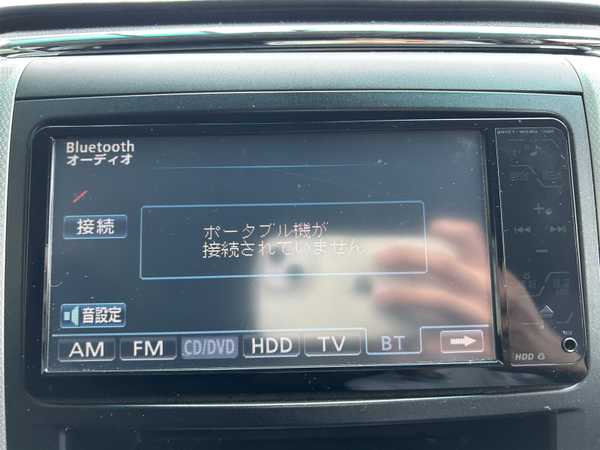 Bluetooth
オーディオ
接続
ポータブル機が
接続されていません
音設定
AM FM CD/DVD HDD TV BT
HDD